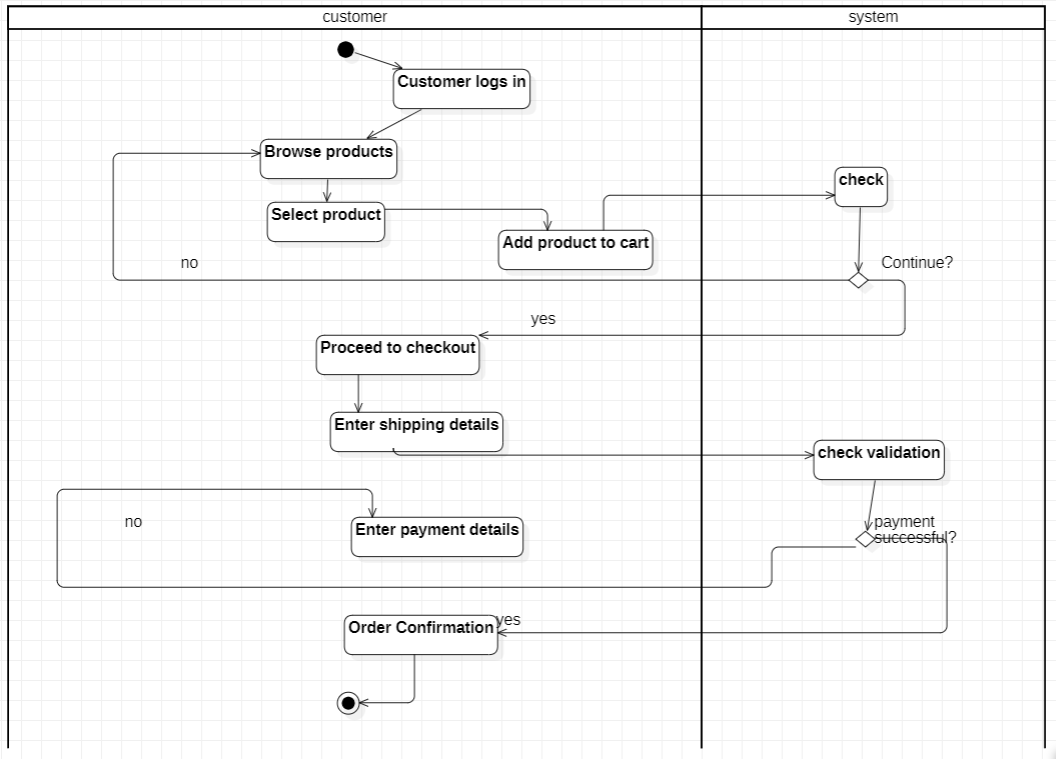 customer
system
Customer logs in
Browse products
check
Select product
Add product to cart
no
Continue?
yes
Proceed to checkout
Enter shipping details
check validation
no
payment
successful?
Enter payment details
yes
Order Confirmation